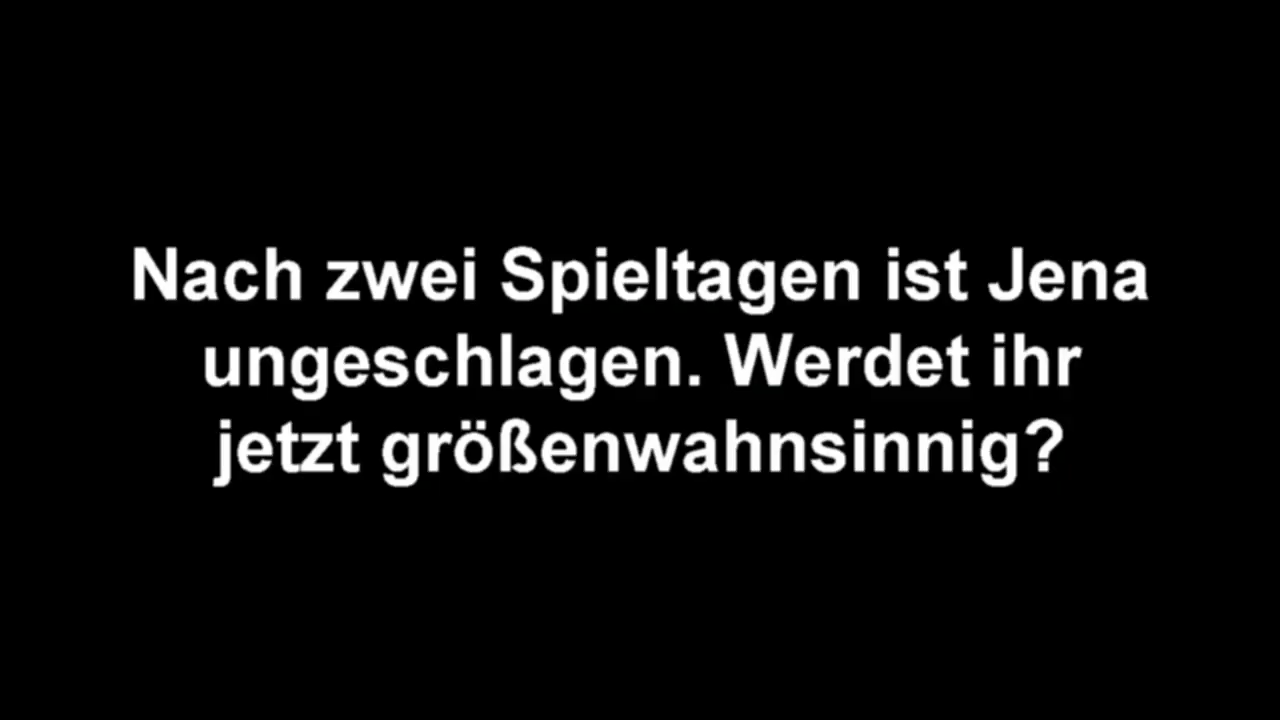 Nach zwei Spieltagen ist Jena
ungeschlagen. Werdet ihr
jetzt größenwahnsinnig?